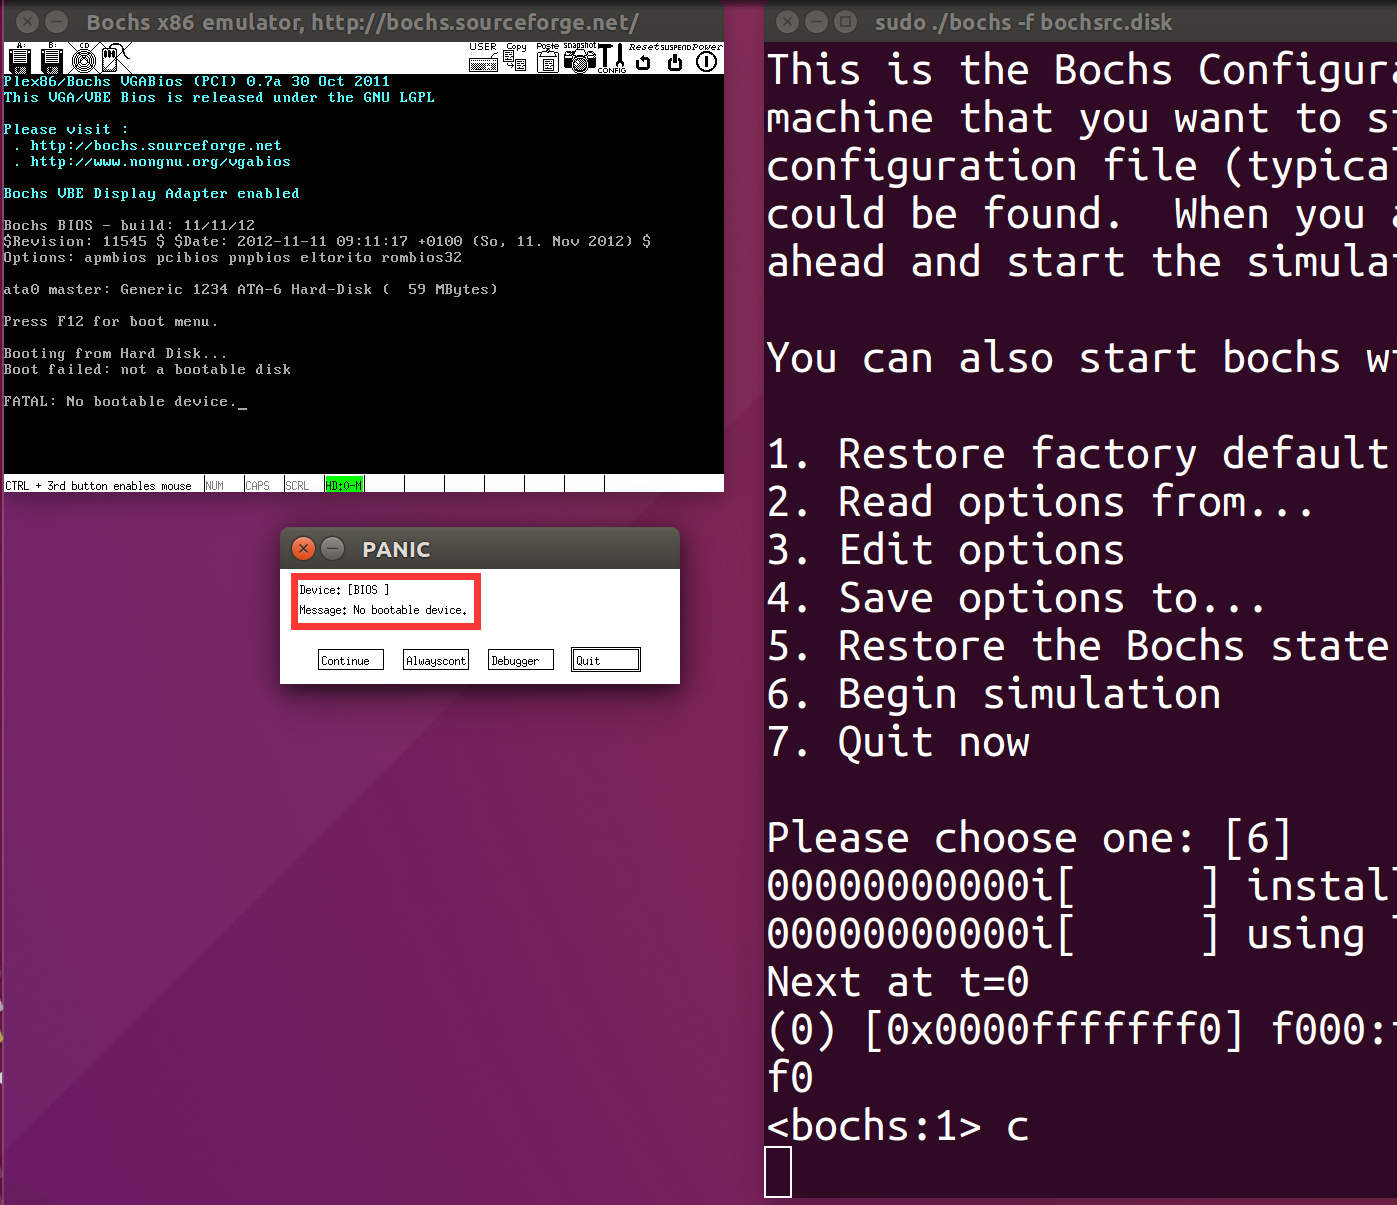 Bochs x86 emulator, http://bochs.sourceforge.net/
A: B: CD USER Copy Paste snapshot CONFIG Reset SUSPEND Power
Plex86/Bochs VGABios (PCI) 0.7a 30 Oct 2011
This VGA/VBE Bios is released under the GNU LGPL
Please visit :
. http://bochs.sourceforge.net
. http://www.nongnu.org/vgabios
Bochs VBE Display Adapter enabled
Bochs BIOS - build: 11/11/12
$Revision: 11545 $ $Date: 2012-11-11 09:11:17 +0100 (So, 11. Nov 2012) $
Options: apmbios pcibios pnpbios eltorito rombios32
ata0 master: Generic 1234 ATA-6 Hard-Disk (  59 MBytes)
Press F12 for boot menu.
Booting from Hard Disk...
Boot failed: not a bootable disk
FATAL: No bootable device._
CTRL + 3rd button enables mouse NUM CAPS SCRL HD:0-M
PANIC
Device: [BIOS ]
Message: No bootable device.
Continue Alwayscont Debugger Quit
sudo ./bochs -f bochsrc.disk
This is the Bochs Configura
machine that you want to s
configuration file (typical
could be found.  When you a
ahead and start the simulat
You can also start bochs w
1. Restore factory default
2. Read options from...
3. Edit options
4. Save options to...
5. Restore the Bochs state
6. Begin simulation
7. Quit now
Please choose one: [6]
00000000000i[     ] instal
00000000000i[     ] using
Next at t=0
(0) [0x0000fffffff0] f000:
f0
<bochs:1> c